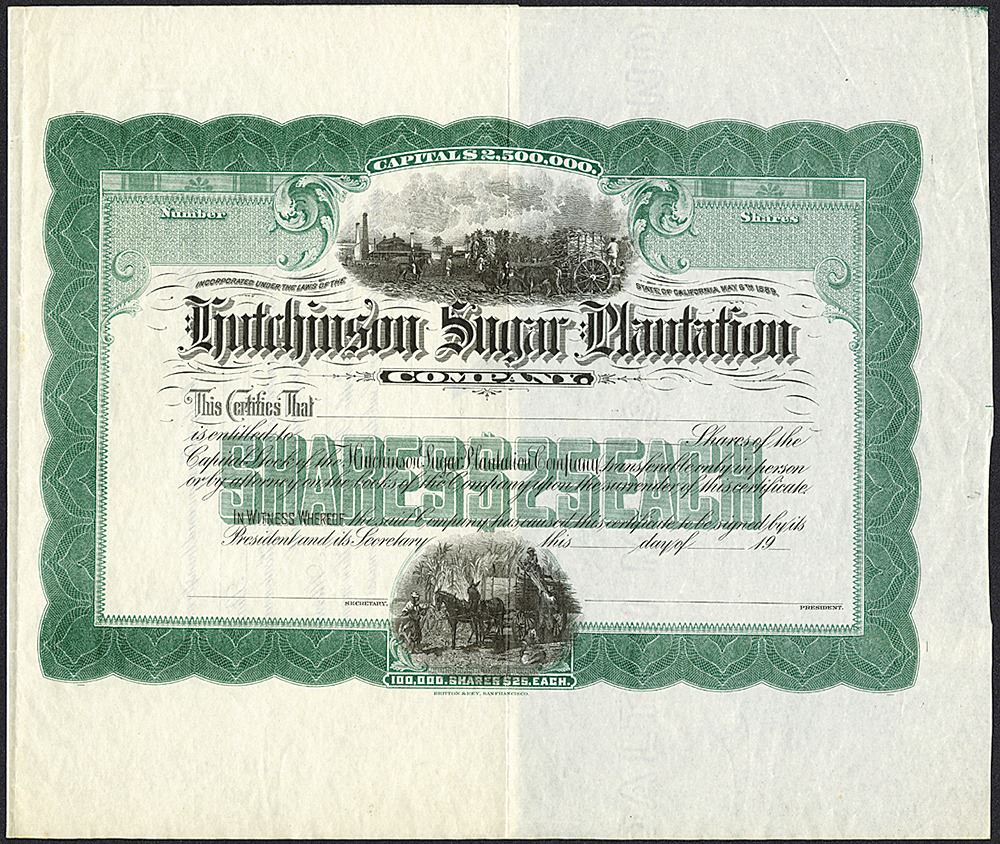 CAPITAL $ 2,500,000.
Number
Shares
INCORPORATED UNDER THE LAWS OF THE
STATE OF CALIFORNIA MAY 6TH 1889.
Hutchinson Sugar Plantation
COMPANY.
This Certifies That
is entitled to Shares of the
Capital Stock of the Hutchinson Sugar Plantation Company transferable only in person
or by attorney on the books of the Company upon the surrender of this certificate.
SHARES $25 EACH
IN WITNESS WHEREOF the said Company has caused this certificate to be signed by its
President and its Secretary this day of 19
SECRETARY.
PRESIDENT.
100,000. SHARES $25. EACH.
BRITTON & REY, SAN FRANCISCO.